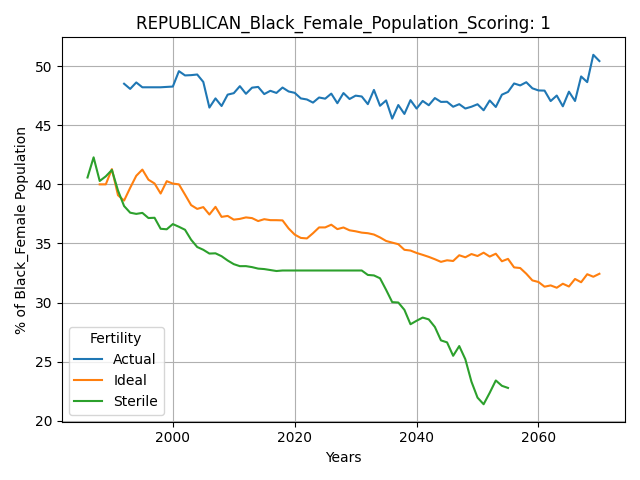 REPUBLICAN_Black_Female_Population_Scoring: 1
% of Black_Female Population
50
45
40
35
30
25
20
Fertility
Actual
Ideal
Sterile
2000 2020 2040 2060
Years